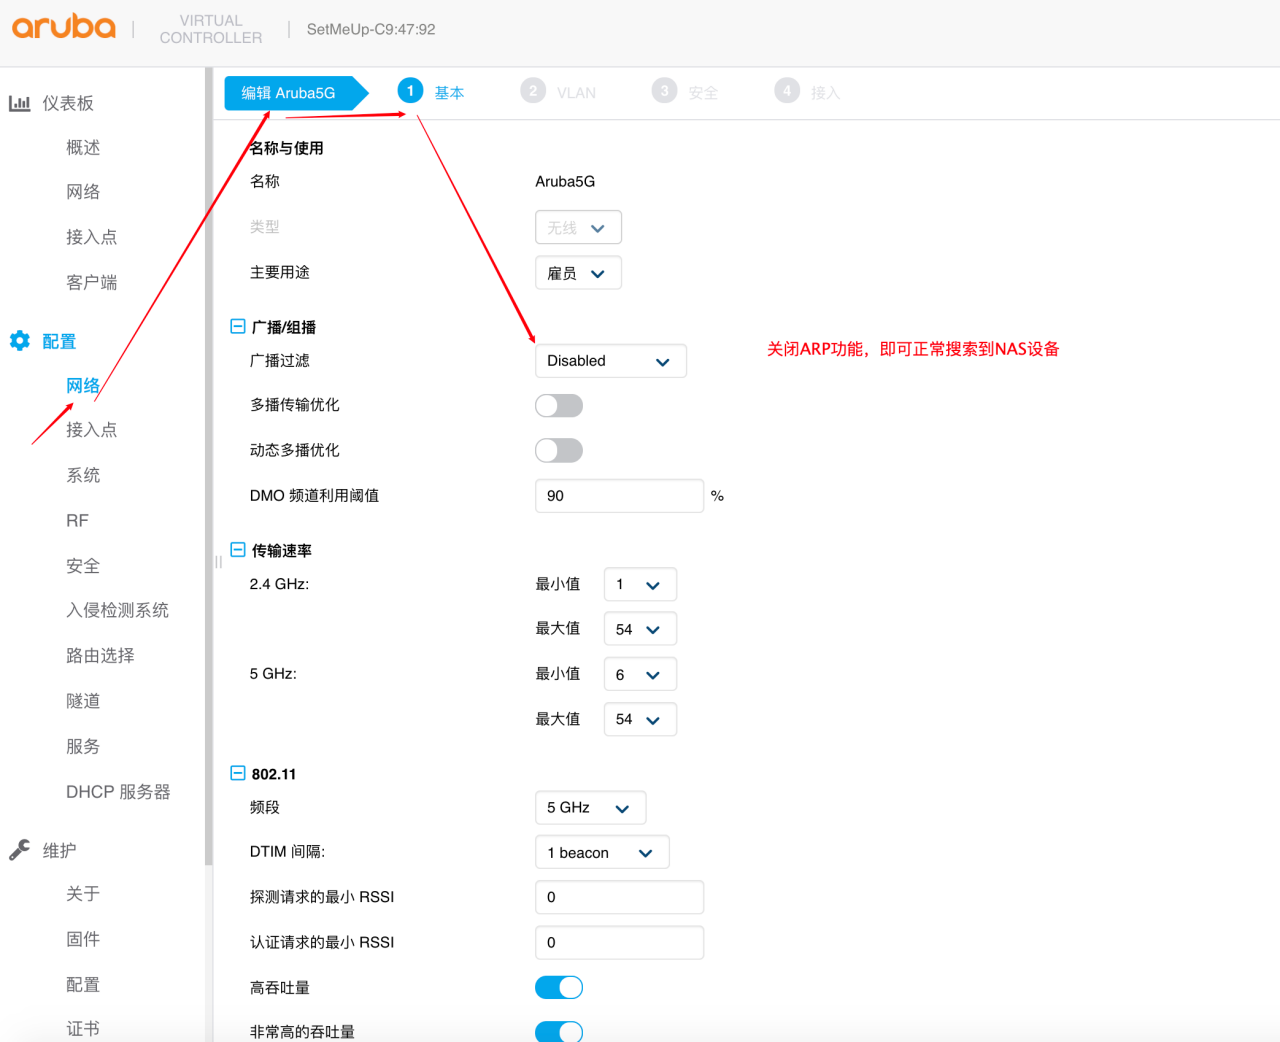 aruba
VIRTUAL
CONTROLLER
SetMeUp-C9:47:92
仪表板
概述
网络
接入点
客户端
配置
网络
接入点
系统
RF
安全
入侵检测系统
路由选择
隧道
服务
DHCP 服务器
维护
关于
固件
配置
证书
编辑 Aruba5G
1 基本
2 VLAN
3 安全
4 接入
名称与使用
名称 Aruba5G
类型 无线
主要用途 雇员
广播/组播
广播过滤 Disabled
关闭ARP功能，即可正常搜索到NAS设备
多播传输优化
动态多播优化
DMO 频道利用阈值 90 %
传输速率
2.4 GHz: 最小值 1
最大值 54
5 GHz: 最小值 6
最大值 54
802.11
频段 5 GHz
DTIM 间隔: 1 beacon
探测请求的最小 RSSI 0
认证请求的最小 RSSI 0
高吞吐量
非常高的吞吐量